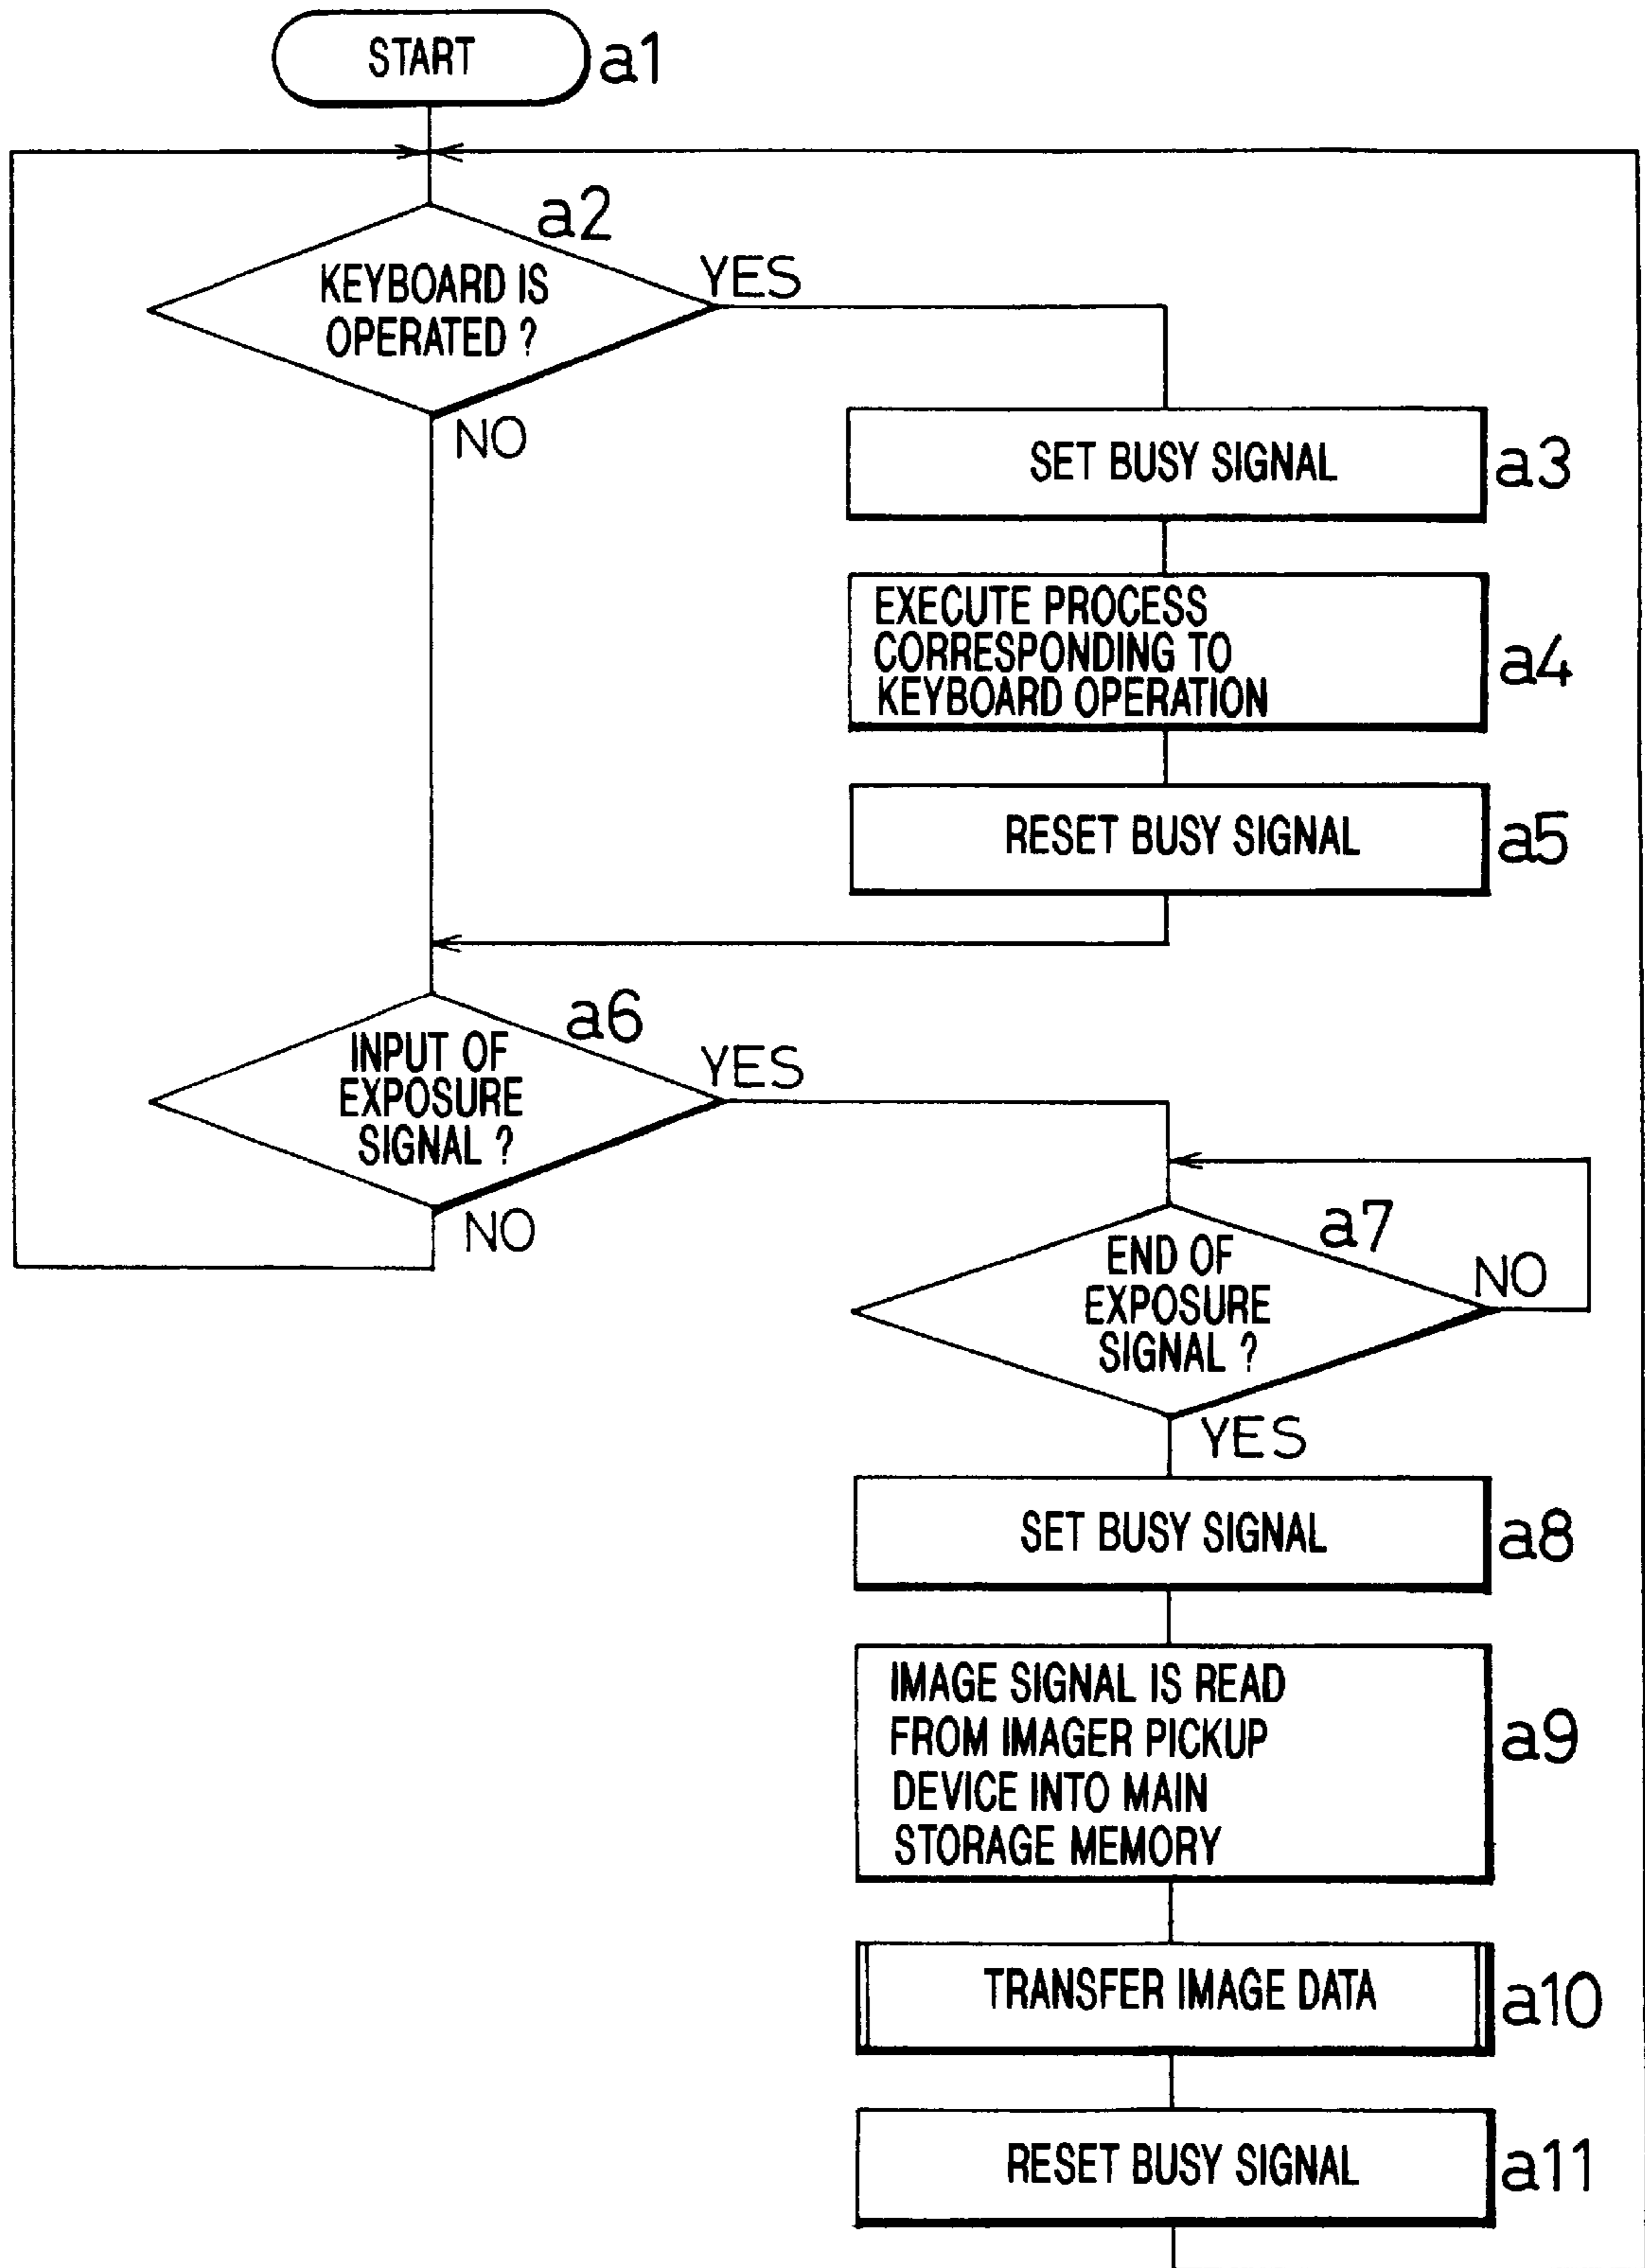 START
a1
a2
KEYBOARD IS
OPERATED ?
YES
NO
SET BUSY SIGNAL
a3
EXECUTE PROCESS
CORRESPONDING TO
KEYBOARD OPERATION
a4
RESET BUSY SIGNAL
a5
a6
INPUT OF
EXPOSURE
SIGNAL ?
YES
NO
a7
END OF
EXPOSURE
SIGNAL ?
NO
YES
SET BUSY SIGNAL
a8
IMAGE SIGNAL IS READ
FROM IMAGER PICKUP
DEVICE INTO MAIN
STORAGE MEMORY
a9
TRANSFER IMAGE DATA
a10
RESET BUSY SIGNAL
a11